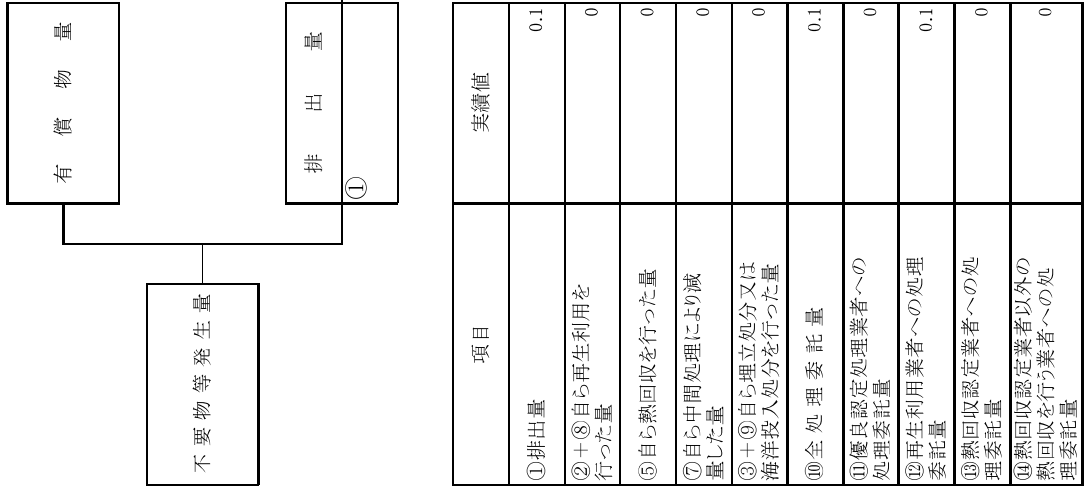 有償物量
排出量
①
不要物等発生量
項目
実績値
①排出量
0.1
②＋⑧自ら再生利用を
行った量
0
⑤自ら熱回収を行った量
0
⑦自ら中間処理により減
量した量
0
③＋⑨自ら埋立処分又は
海洋投入処分を行った量
0
⑩全処理委託量
0.1
⑪優良認定処理業者への
処理委託量
0
⑫再生利用業者への処理
委託量
0.1
⑬熱回収認定業者への処
理委託量
0
⑭熱回収認定業者以外の
熱回収を行う業者への処
理委託量
0